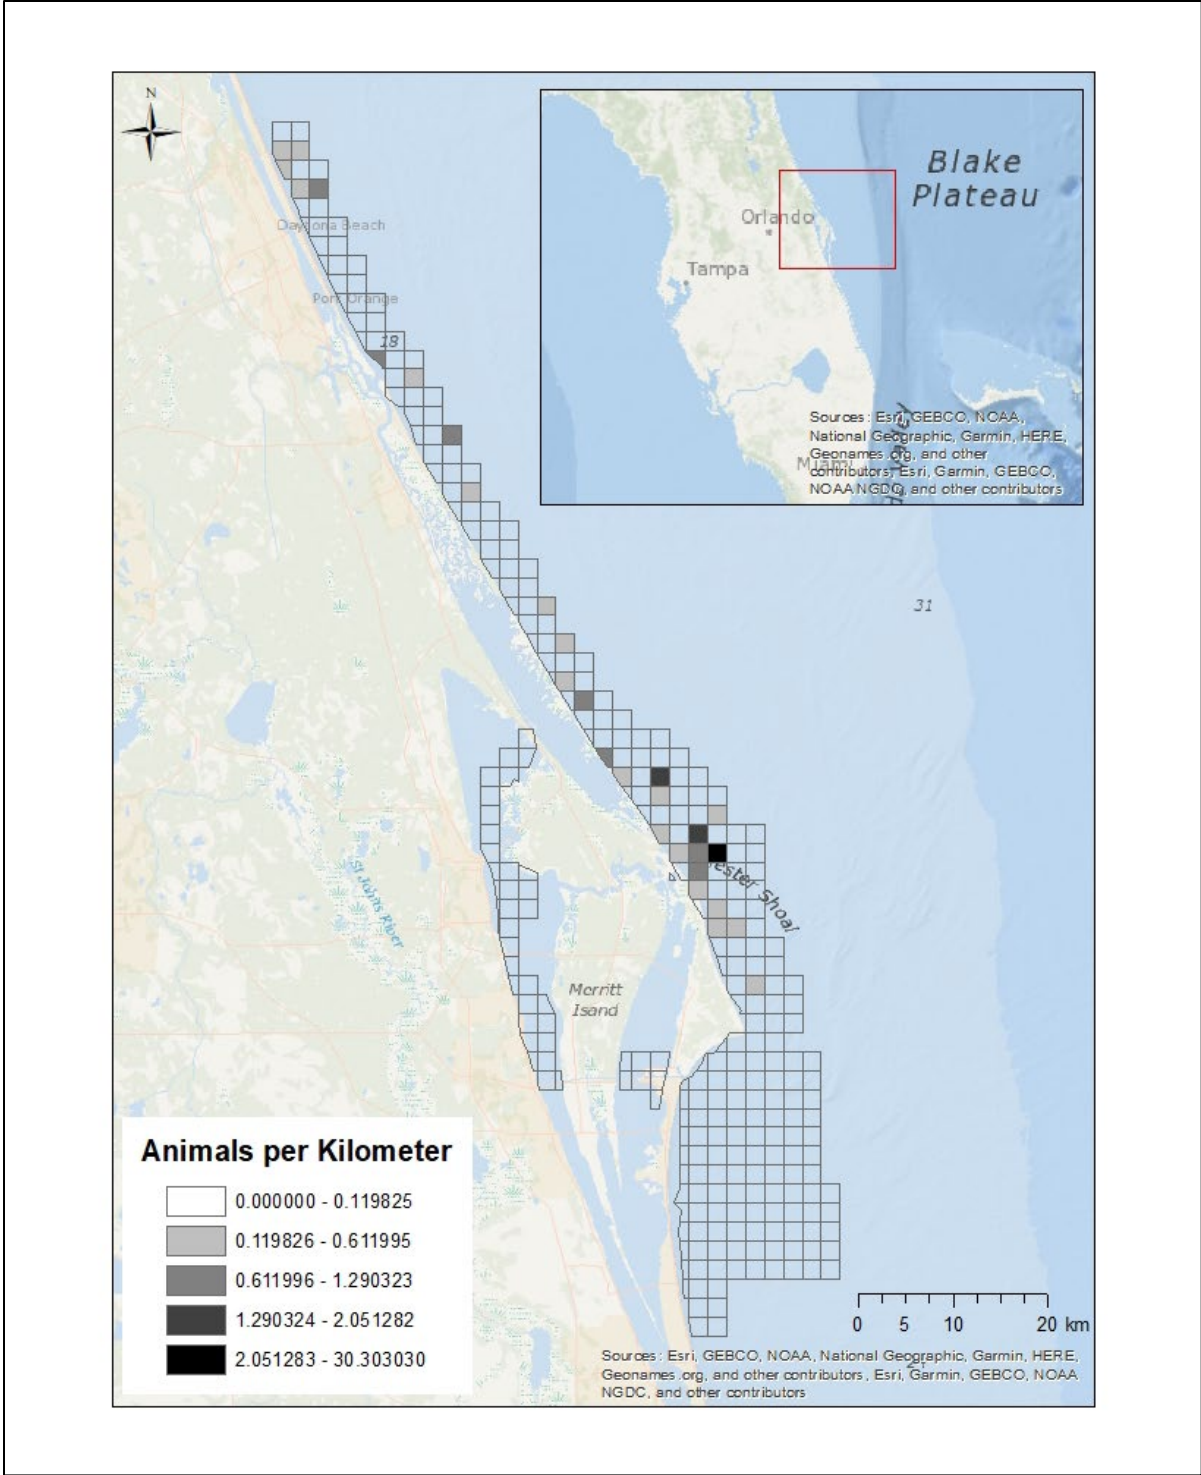 N
Blake
Plateau
Orlando
Tampa
Daytona Beach
Port Orange
18
Sources: Esri, GEBCO, NOAA,
National Geographic, Garmin, HERE,
Geonames.org, and other
Miami
contributors, Esri, Garmin, GEBCO,
NOAA NGDC, and other contributors
31
ester Shoal
St Johns River
Merritt
Island
Animals per Kilometer
0.000000 - 0.119825
0.119826 - 0.611995
0.611996 - 1.290323
1.290324 - 2.051282
2.051283 - 30.303030
0 5 10 20 km
Sources: Esri, GEBCO, NOAA, National Geographic, Garmin, HERE,
Geonames.org, and other contributors, Esri, Garmin, GEBCO, NOAA
NGDC, and other contributors